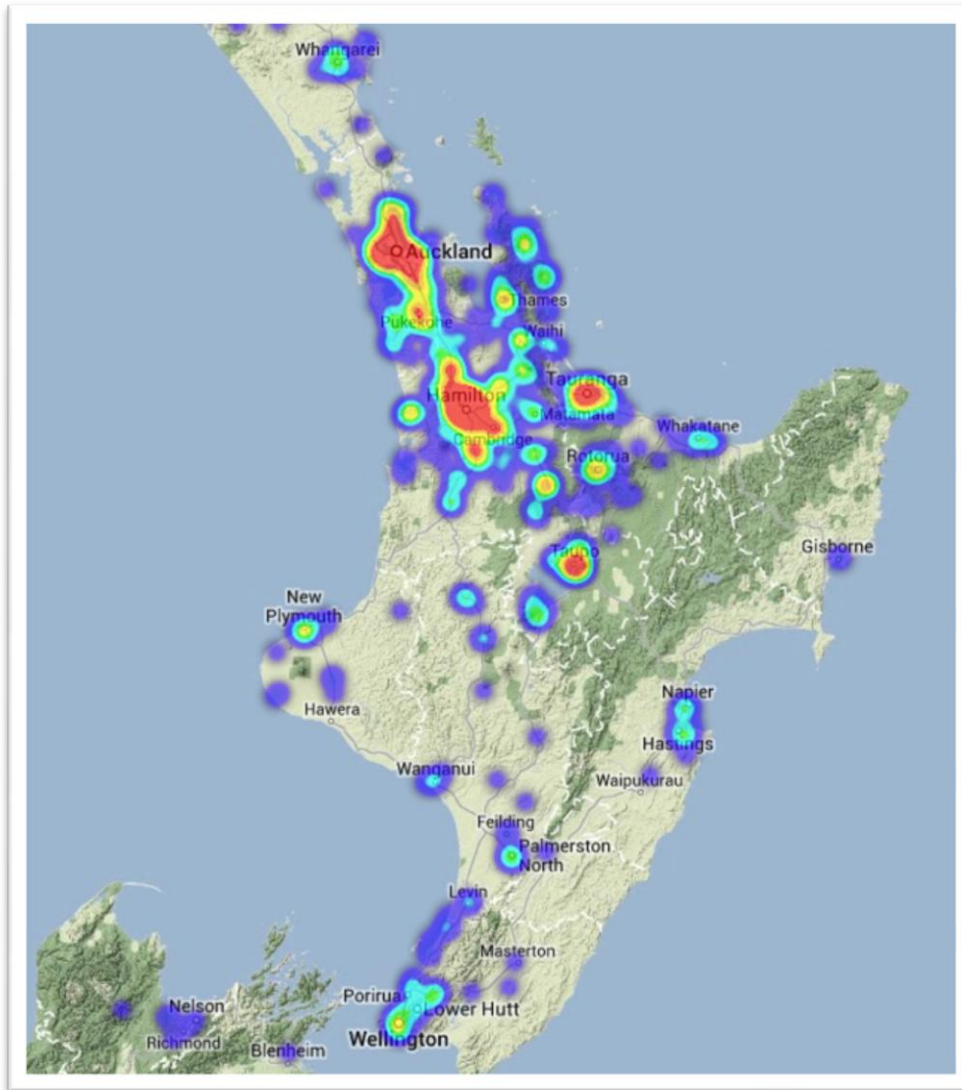 Whangarei
Auckland
Thames
Pukekohe
Waihi
Tauranga
Hamilton
Matamata
Whakatane
Cambridge
Rotorua
Gisborne
Taupo
New
Plymouth
Napier
Hawera
Hastings
Wanganui
Waipukurau
Feilding
Palmerston
North
Levin
Masterton
Porirua
Nelson
Lower Hutt
Richmond
Wellington
Blenheim